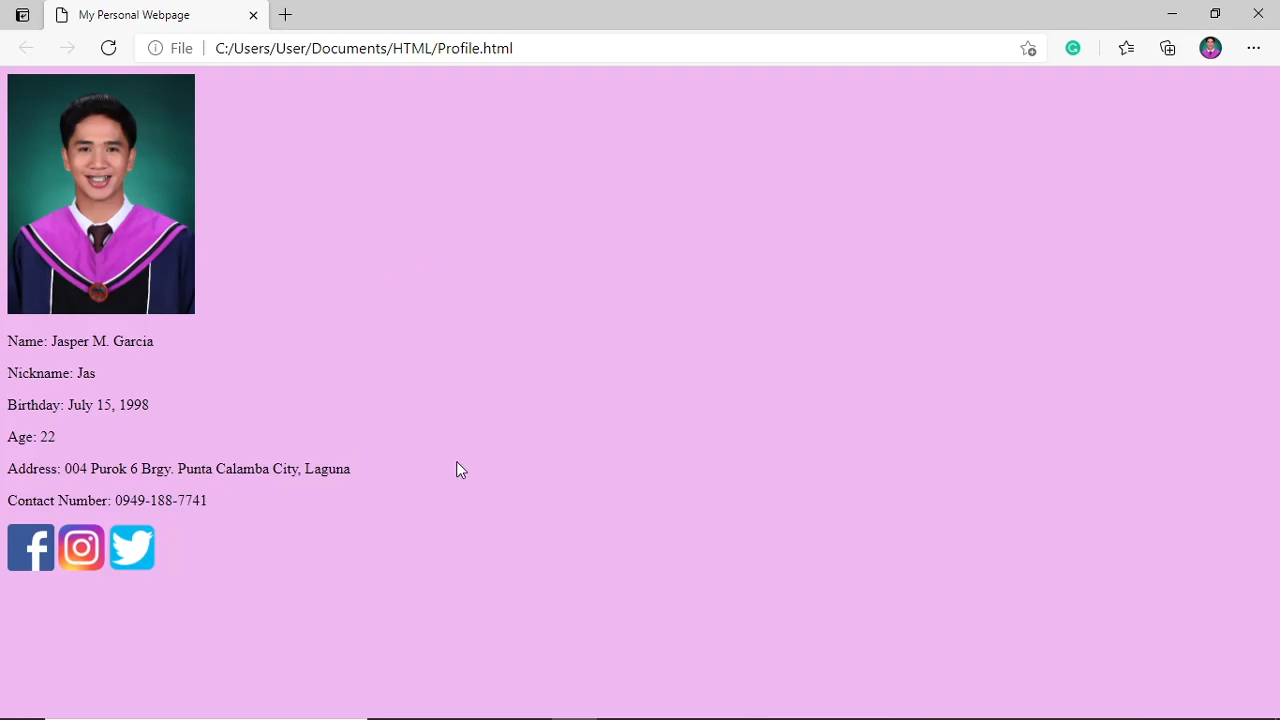 My Personal Webpage
File C:/Users/User/Documents/HTML/Profile.html
Name: Jasper M. Garcia
Nickname: Jas
Birthday: July 15, 1998
Age: 22
Address: 004 Purok 6 Brgy. Punta Calamba City, Laguna
Contact Number: 0949-188-7741